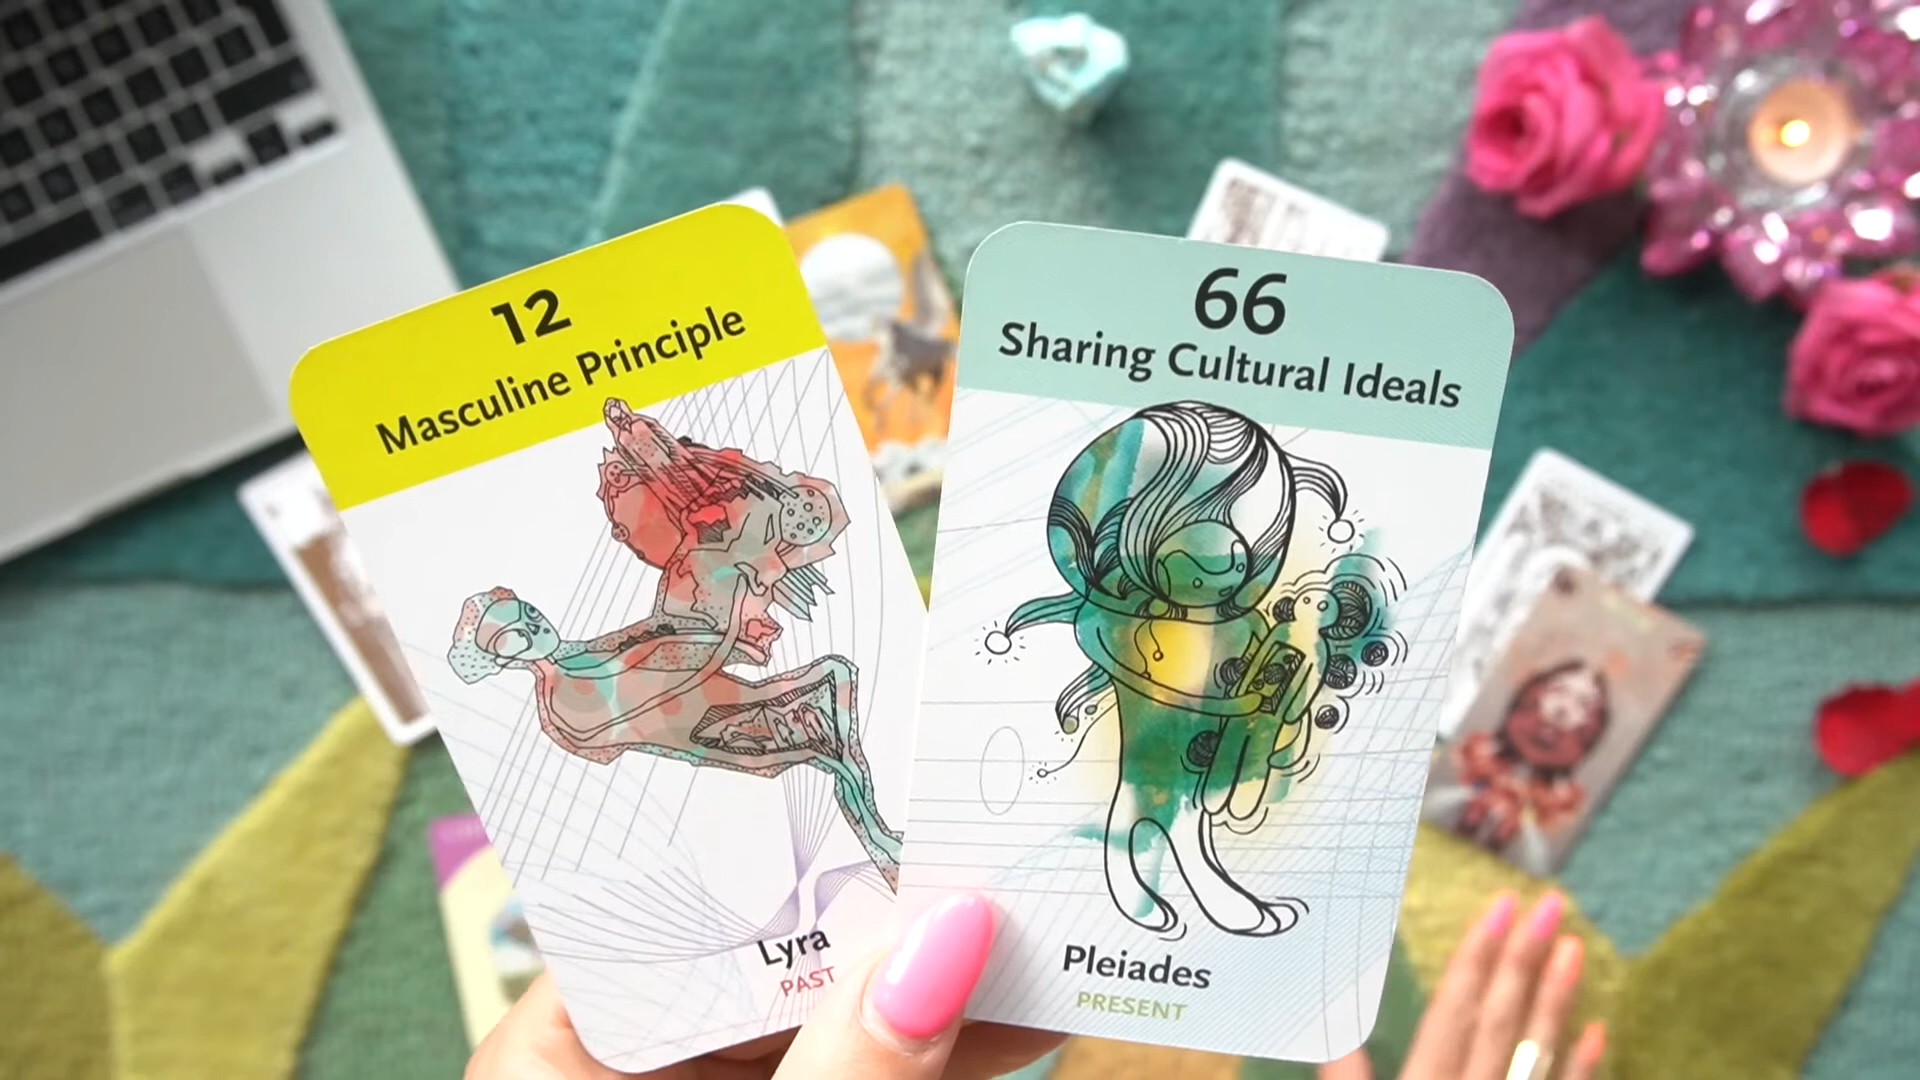 12
Masculine Principle
Lyra
PAST
66
Sharing Cultural Ideals
Pleiades
PRESENT